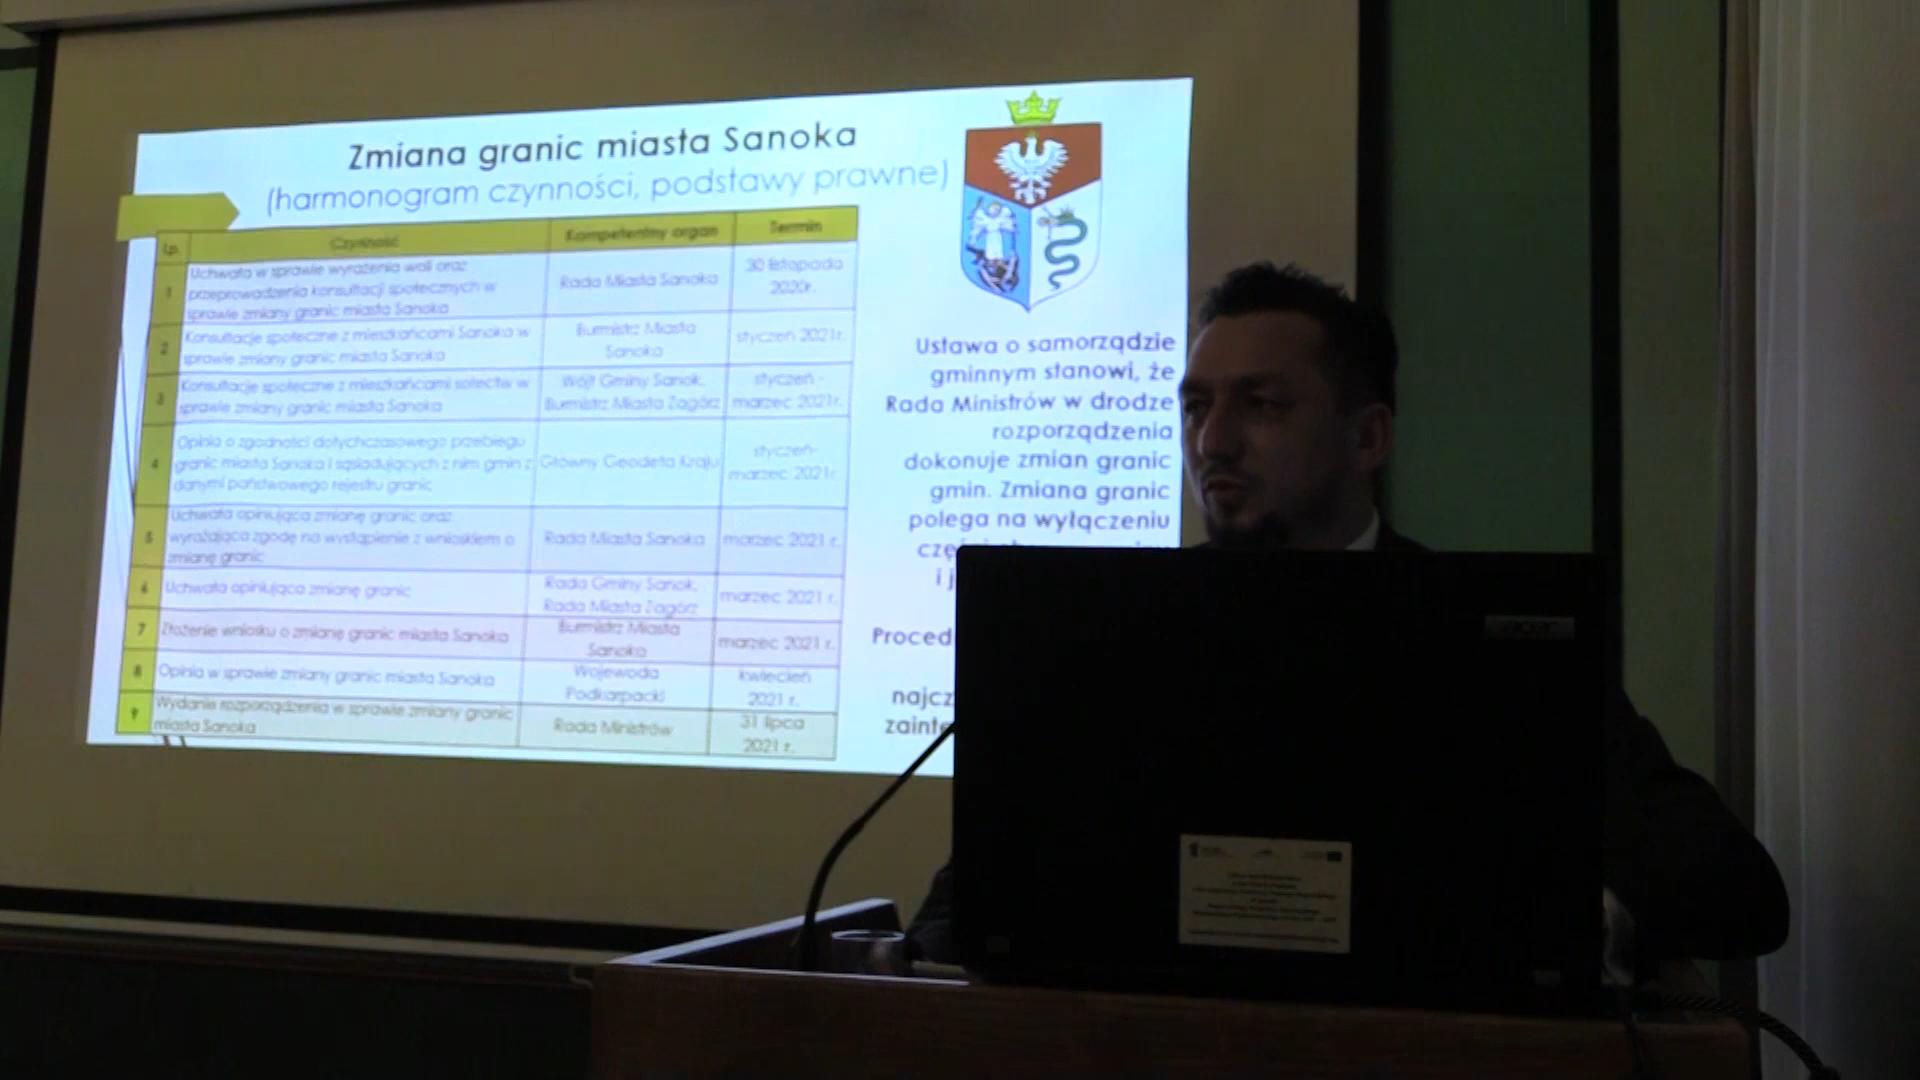 Zmiana granic miasta Sanoka
(harmonogram czynności, podstawy prawne)
Lp. Czynność Kompetentny organ Termin
1 Uchwała w sprawie wyrażenia woli oraz
przeprowadzenia konsultacji społecznych w
sprawie zmiany granic miasta Sanoka
Rada Miasta Sanoka
30 listopada
2020r.
2 Konsultacje społeczne z mieszkańcami Sanoka w
sprawie zmiany granic miasta Sanoka
Burmistrz Miasta
Sanoka
styczeń 2021r.
3 Konsultacje społeczne z mieszkańcami sołectw w
sprawie zmiany granic miasta Sanoka
Wójt Gminy Sanok,
Burmistrz Miasta Zagórz
styczeń -
marzec 2021r.
4 Opinia o zgodności dotychczasowego przebiegu
granic miasta Sanoka i sąsiadujących z nim gmin z
danymi państwowego rejestru granic
Główny Geodeta Kraju
styczeń-
marzec 2021r
5 Uchwała opiniująca zmianę granic oraz
wyrażająca zgodę na wystąpienie z wnioskiem o
zmianę granic
Rada Miasta Sanoka
marzec 2021 r.
6 Uchwała opiniująca zmianę granic
Rada Gminy Sanok,
Rada Miasta Zagórz
marzec 2021 r.
7 Złożenie wniosku o zmianę granic miasta Sanoka
Burmistrz Miasta
Sanoka
marzec 2021 r.
8 Opinia w sprawie zmiany granic miasta Sanoka
Wojewoda
Podkarpacki
kwiecień
2021 r.
9 Wydanie rozporządzenia w sprawie zmiany granic
miasta Sanoka
Rada Ministrów
31 lipca
2021 r.
Ustawa o samorządzie
gminnym stanowi, że
Rada Ministrów w drodze
rozporządzenia
dokonuje zmian granic
gmin. Zmiana granic
polega na wyłączeniu
i j
Proced
najcz
zainte
acer